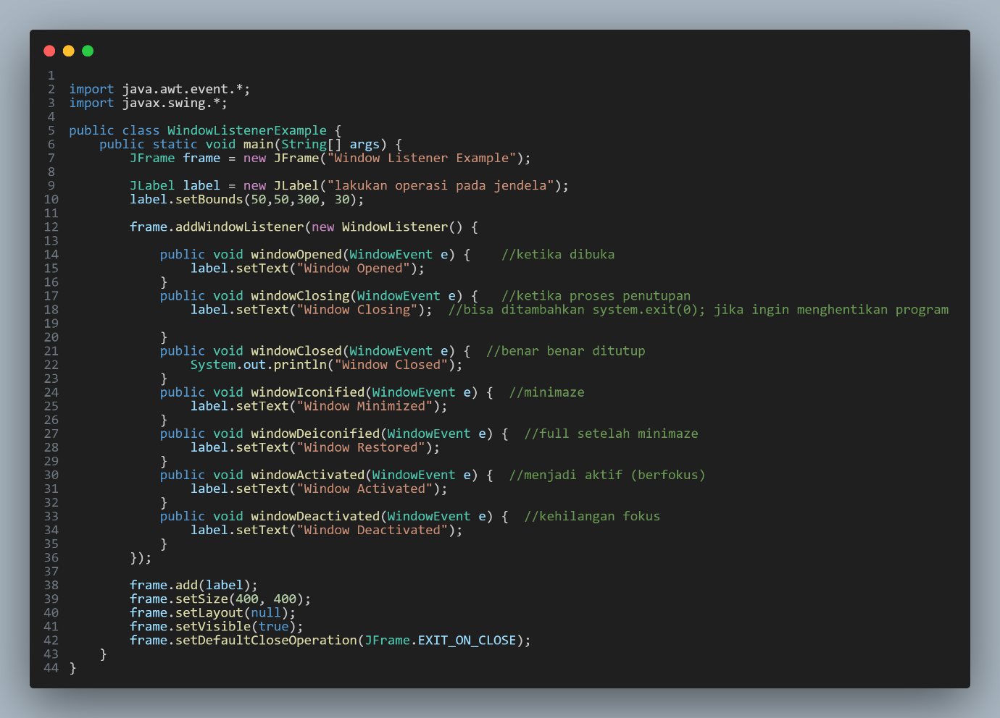 1
2 import java.awt.event.*;
3 import javax.swing.*;
4
5 public class WindowListenerExample {
6     public static void main(String[] args) {
7         JFrame frame = new JFrame("Window Listener Example");
8
9         JLabel label = new JLabel("lakukan operasi pada jendela");
10         label.setBounds(50,50,300, 30);
11
12         frame.addWindowListener(new WindowListener() {
13
14             public void windowOpened(WindowEvent e) {    //ketika dibuka
15                 label.setText("Window Opened");
16             }
17             public void windowClosing(WindowEvent e) {   //ketika proses penutupan
18                 label.setText("Window Closing");  //bisa ditambahkan system.exit(0); jika ingin menghentikan program
19
20             }
21             public void windowClosed(WindowEvent e) {  //benar benar ditutup
22                 System.out.println("Window Closed");
23             }
24             public void windowIconified(WindowEvent e) {  //minimaze
25                 label.setText("Window Minimized");
26             }
27             public void windowDeiconified(WindowEvent e) {  //full setelah minimaze
28                 label.setText("Window Restored");
29             }
30             public void windowActivated(WindowEvent e) {  //menjadi aktif (berfokus)
31                 label.setText("Window Activated");
32             }
33             public void windowDeactivated(WindowEvent e) {  //kehilangan fokus
34                 label.setText("Window Deactivated");
35             }
36         });
37
38         frame.add(label);
39         frame.setSize(400, 400);
40         frame.setLayout(null);
41         frame.setVisible(true);
42         frame.setDefaultCloseOperation(JFrame.EXIT_ON_CLOSE);
43     }
44 }